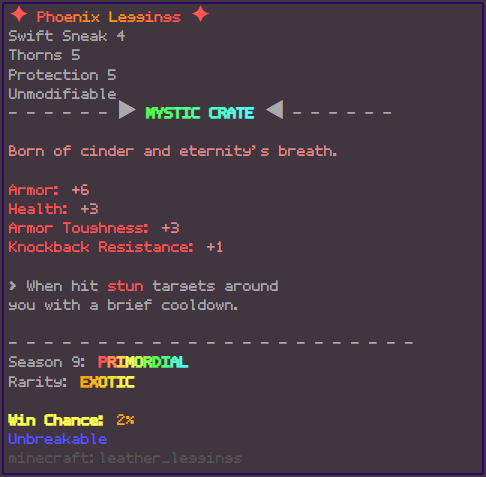 ✦ Phoenix Leggings ✦
Swift Sneak 4
Thorns 5
Protection 5
Unmodifiable
- - - - - - ▶ MYSTIC CRATE ◀ - - - - - -
Born of cinder and eternity's breath.
Armor: +6
Health: +3
Armor Toughness: +3
Knockback Resistance: +1
> When hit stun targets around
you with a brief cooldown.
- - - - - - - - - - - - - - - - - - - - - - - -
Season 9: PRIMORDIAL
Rarity: EXOTIC
Win Chance: 2%
Unbreakable
minecraft:leather_leggings